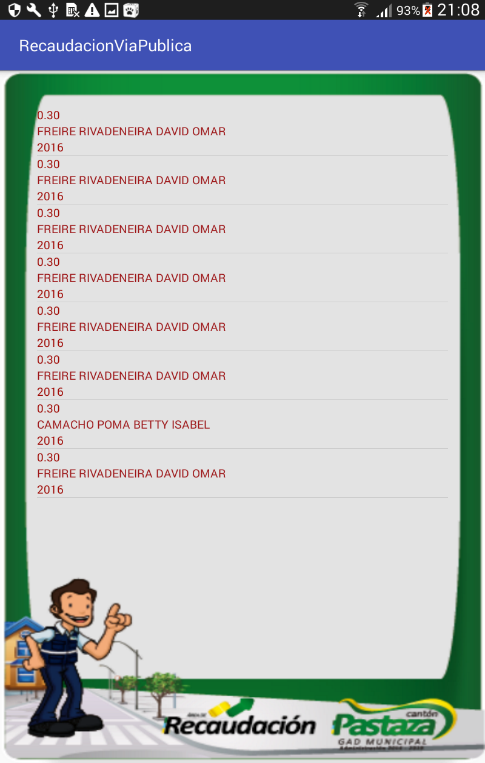 93% 21:08
RecaudacionViaPublica
0.30
FREIRE RIVADENEIRA DAVID OMAR
2016
0.30
FREIRE RIVADENEIRA DAVID OMAR
2016
0.30
FREIRE RIVADENEIRA DAVID OMAR
2016
0.30
FREIRE RIVADENEIRA DAVID OMAR
2016
0.30
FREIRE RIVADENEIRA DAVID OMAR
2016
0.30
FREIRE RIVADENEIRA DAVID OMAR
2016
0.30
CAMACHO POMA BETTY ISABEL
2016
0.30
FREIRE RIVADENEIRA DAVID OMAR
2016
Recaudación
cantón
Pastaza
GAD MUNICIPAL